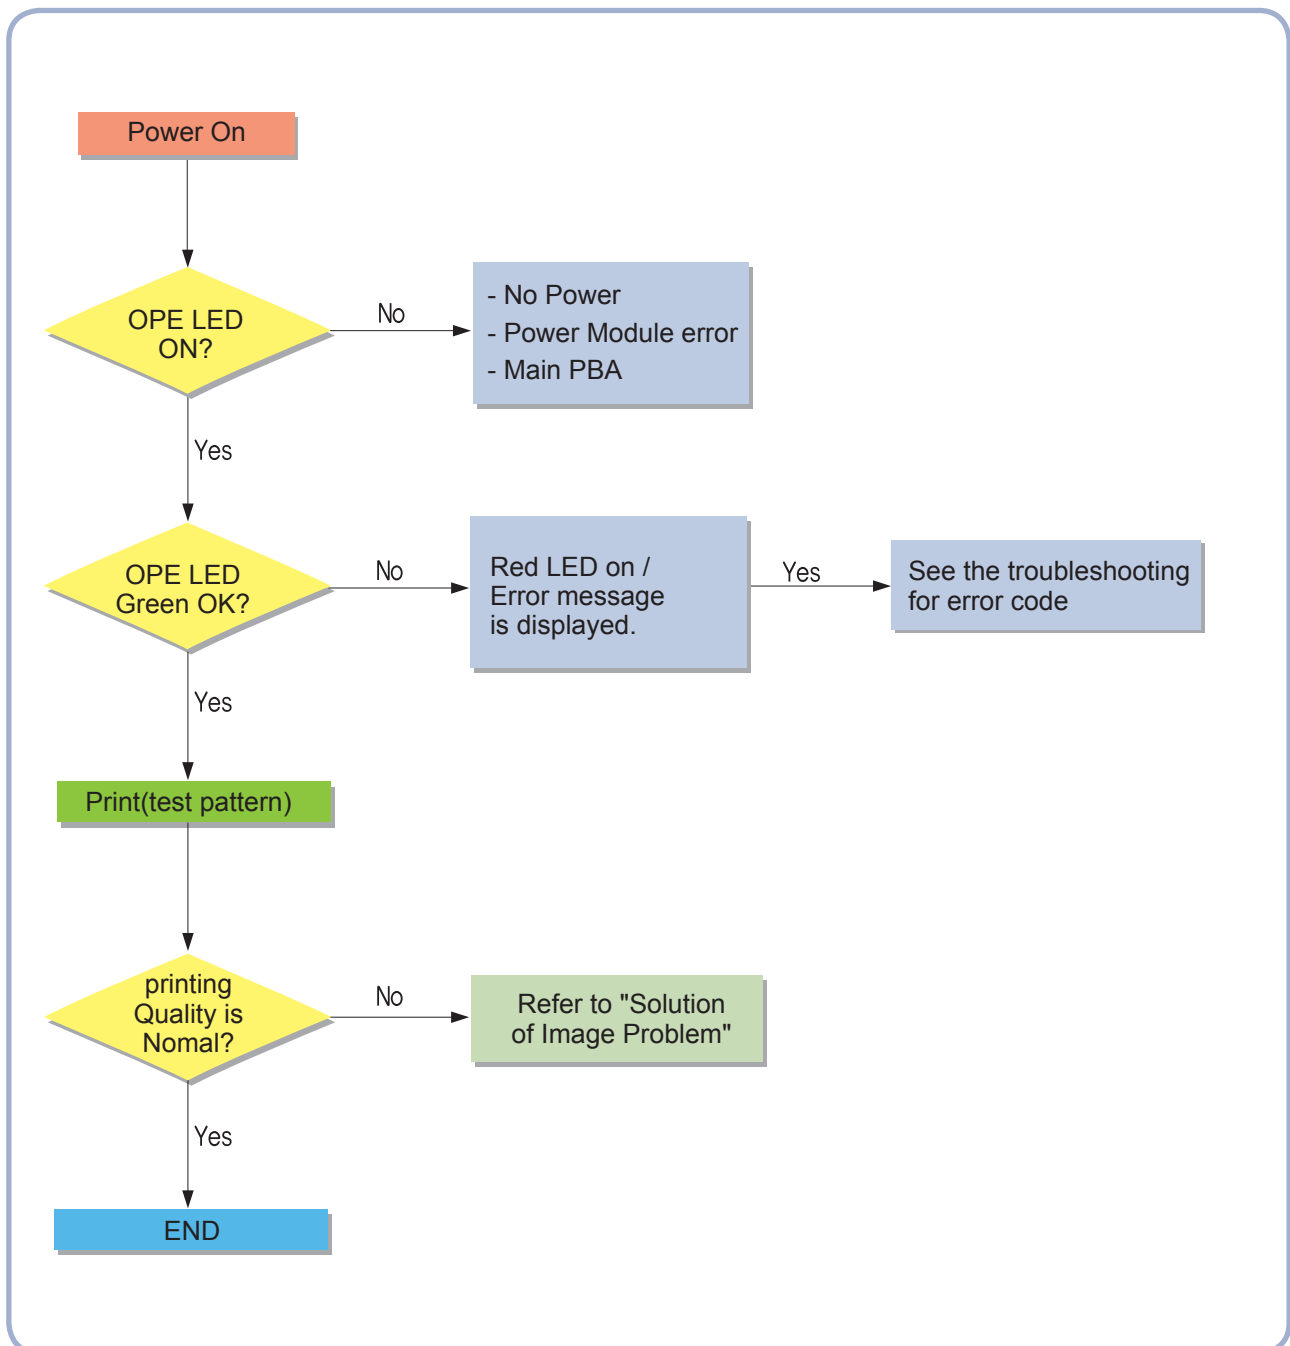 Power On
OPE LED
ON?
No
- No Power
- Power Module error
- Main PBA
Yes
OPE LED
Green OK?
No
Red LED on /
Error message
is displayed.
Yes
See the troubleshooting
for error code
Yes
Print(test pattern)
printing
Quality is
Nomal?
No
Refer to "Solution
of Image Problem"
Yes
END